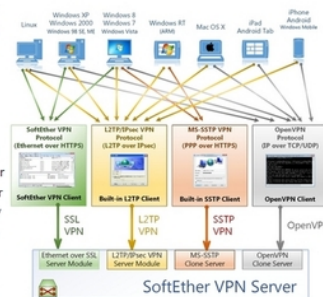 Linux
Windows XP
Windows 2000
Windows 98 SE, ME
Windows 8
Windows 7
Windows Vista
Windows RT
(ARM)
Mac OS X
iPad
Android Tab
iPhone
Android
Windows Mobile
SoftEther VPN
Protocol
(Ethernet over HTTPS)
SoftEther VPN Client
L2TP/IPsec VPN
Protocol
(L2TP over IPsec)
Built-in L2TP Client
MS-SSTP VPN
Protocol
(PPP over HTTPS)
Built-in SSTP Client
OpenVPN
Protocol
(IP over TCP/UDP)
OpenVPN Client
SSL
VPN
L2TP
VPN
SSTP
VPN
OpenVP
Ethernet over SSL
Server Module
L2TP/IPsec VPN
Server Module
MS-SSTP
Clone Server
OpenVPN
Clone Server
SoftEther VPN Server